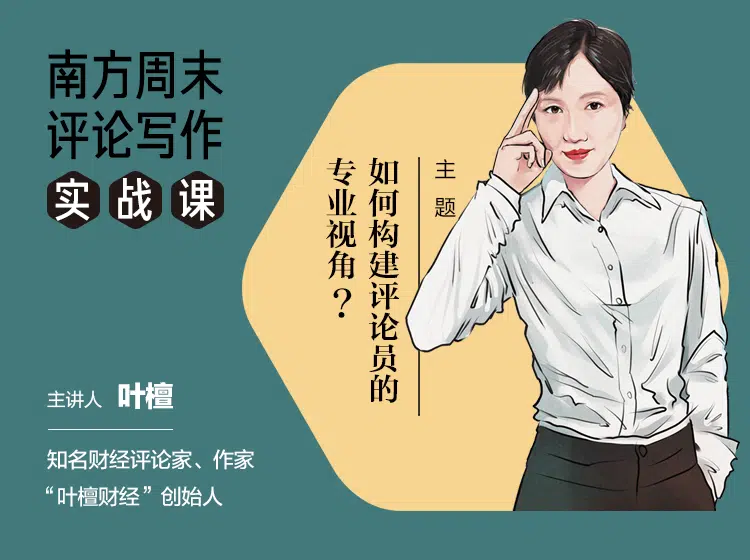 南方周末
评论写作
实战课
主题
如何构建评论员的
专业视角？
主讲人 叶檀
知名财经评论家、作家
“叶檀财经”创始人